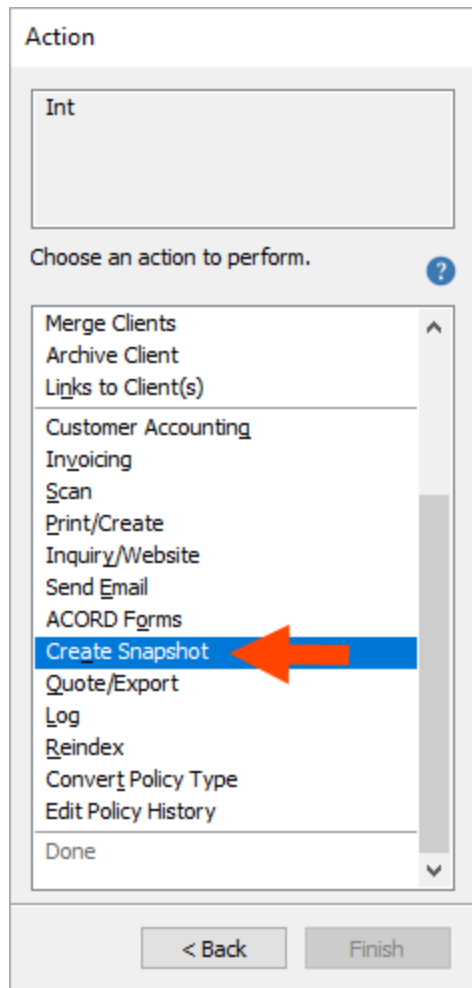 Action
Int
Choose an action to perform.
?
Merge Clients
Archive Client
Links to Client(s)
Customer Accounting
Invoicing
Scan
Print/Create
Inquiry/Website
Send Email
ACORD Forms
Create Snapshot
Quote/Export
Log
Reindex
Convert Policy Type
Edit Policy History
Done
< Back Finish